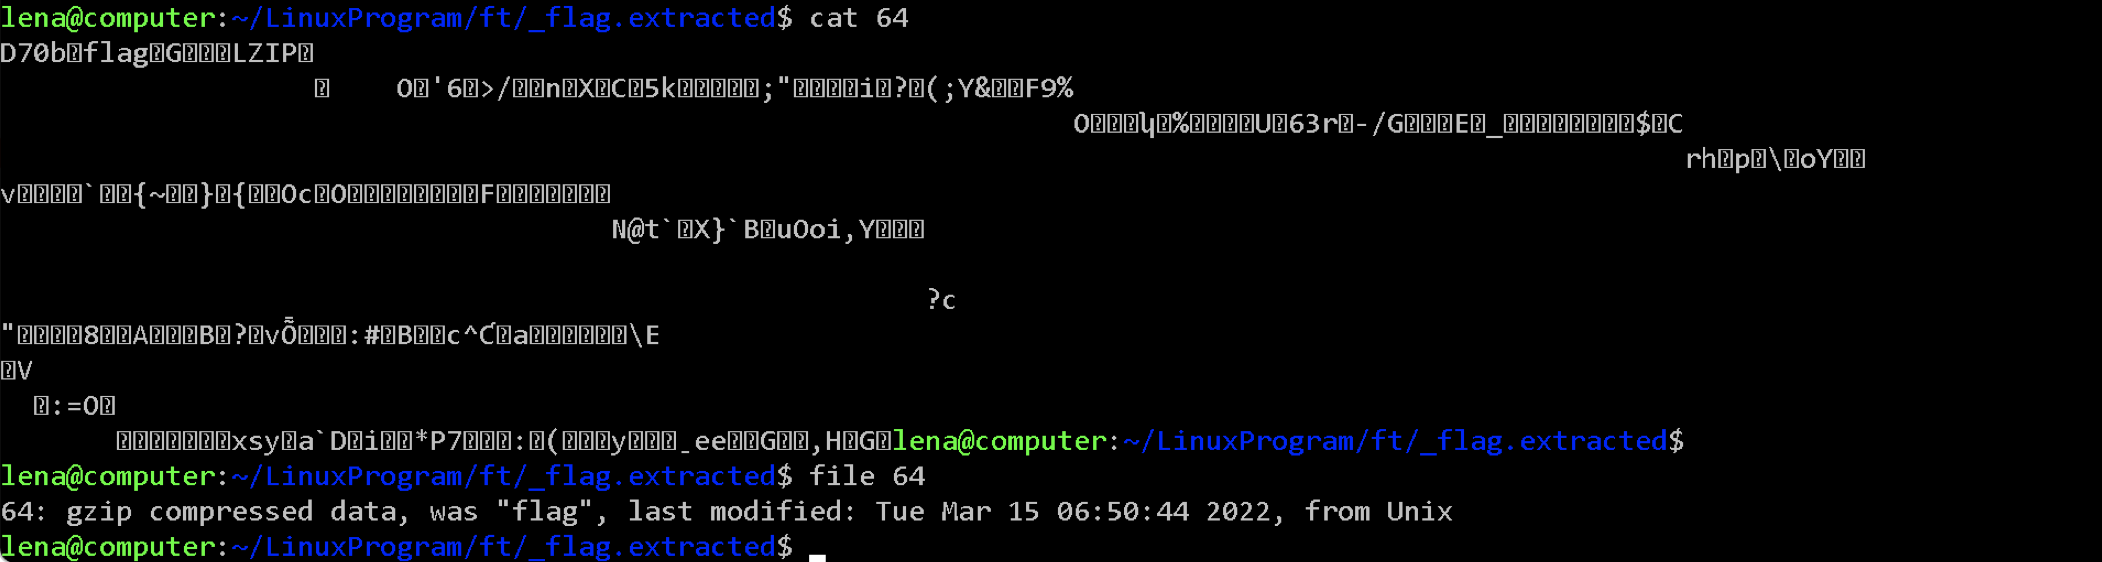 lena@computer:~/LinuxProgram/ft/_flag.extracted$ cat 64
D70b�flag�G���LZIP�
� O�'6�>/��n�X�C�5k�����;"����i�?�(;Y&��F9%
O���կ�%����U�63r�-/G���E�_��������$�C
rh�p�\�oY��
v����`��{~��}�{��Oc�O��������F�������
N@t`�X}`B�uOoi,Y���
?c
"����8��A���B�?�vȬ���:#�B��c^Ƈ�a������\E
�V
�:=O�
�������xsy�a`D�i��*P7���:�(���y���_ee��G��,H�G�lena@computer:~/LinuxProgram/ft/_flag.extracted$
lena@computer:~/LinuxProgram/ft/_flag.extracted$ file 64
64: gzip compressed data, was "flag", last modified: Tue Mar 15 06:50:44 2022, from Unix
lena@computer:~/LinuxProgram/ft/_flag.extracted$